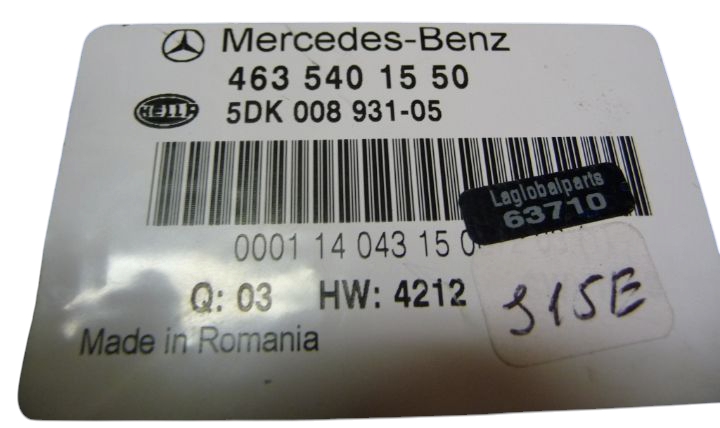 Mercedes-Benz
463 540 15 50
HELLA
5DK 008 931-05
Laglobalparts
63710
0001 14 043 15 0
Q: 03 HW: 4212
Made in Romania